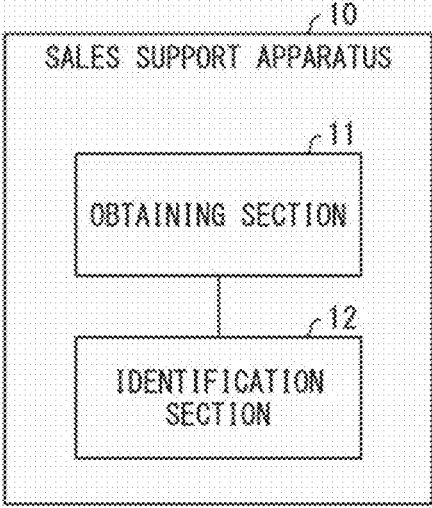 10
SALES SUPPORT APPARATUS
11
OBTAINING SECTION
12
IDENTIFICATION
SECTION